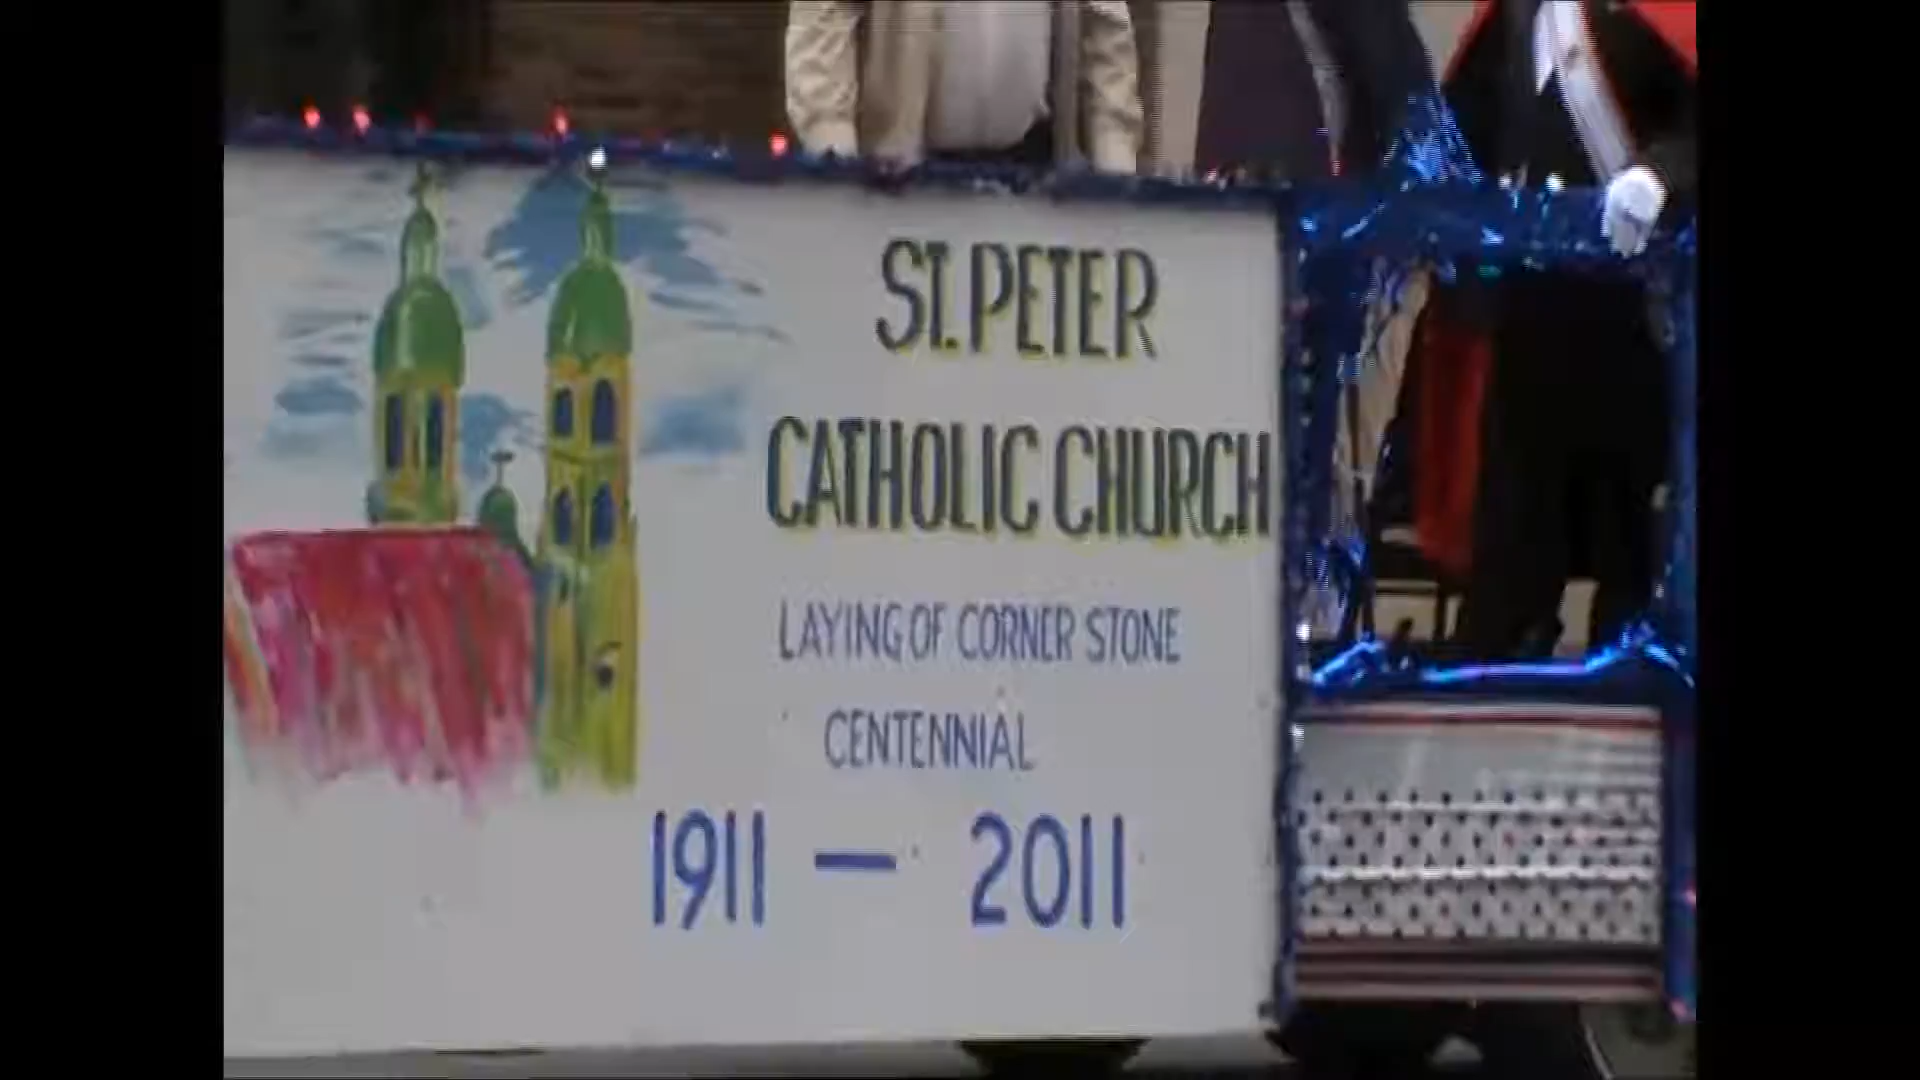 ST. PETER
CATHOLIC CHURCH
LAYING OF CORNER STONE
CENTENNIAL
1911 — 2011